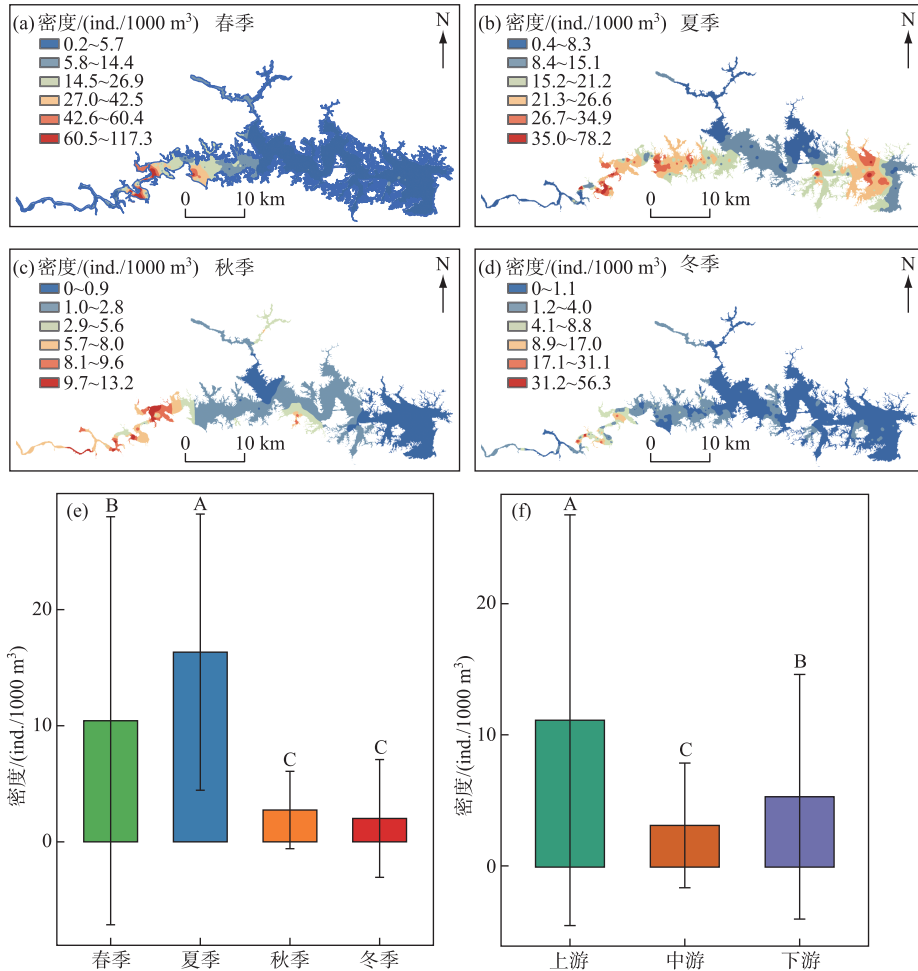 (a) 密度/(ind./1000 m³) 春季
0.2~5.7
5.8~14.4
14.5~26.9
27.0~42.5
42.6~60.4
60.5~117.3
N
0 10 km
(b) 密度/(ind./1000 m³) 夏季
0.4~8.3
8.4~15.1
15.2~21.2
21.3~26.6
26.7~34.9
35.0~78.2
N
0 10 km
(c) 密度/(ind./1000 m³) 秋季
0~0.9
1.0~2.8
2.9~5.6
5.7~8.0
8.1~9.6
9.7~13.2
N
0 10 km
(d) 密度/(ind./1000 m³) 冬季
0~1.1
1.2~4.0
4.1~8.8
8.9~17.0
17.1~31.1
31.2~56.3
N
0 10 km
(e)
密度/(ind./1000 m³)
20
10
0
B
A
C
C
春季 夏季 秋季 冬季
(f)
密度/(ind./1000 m³)
20
10
0
A
C
B
上游 中游 下游